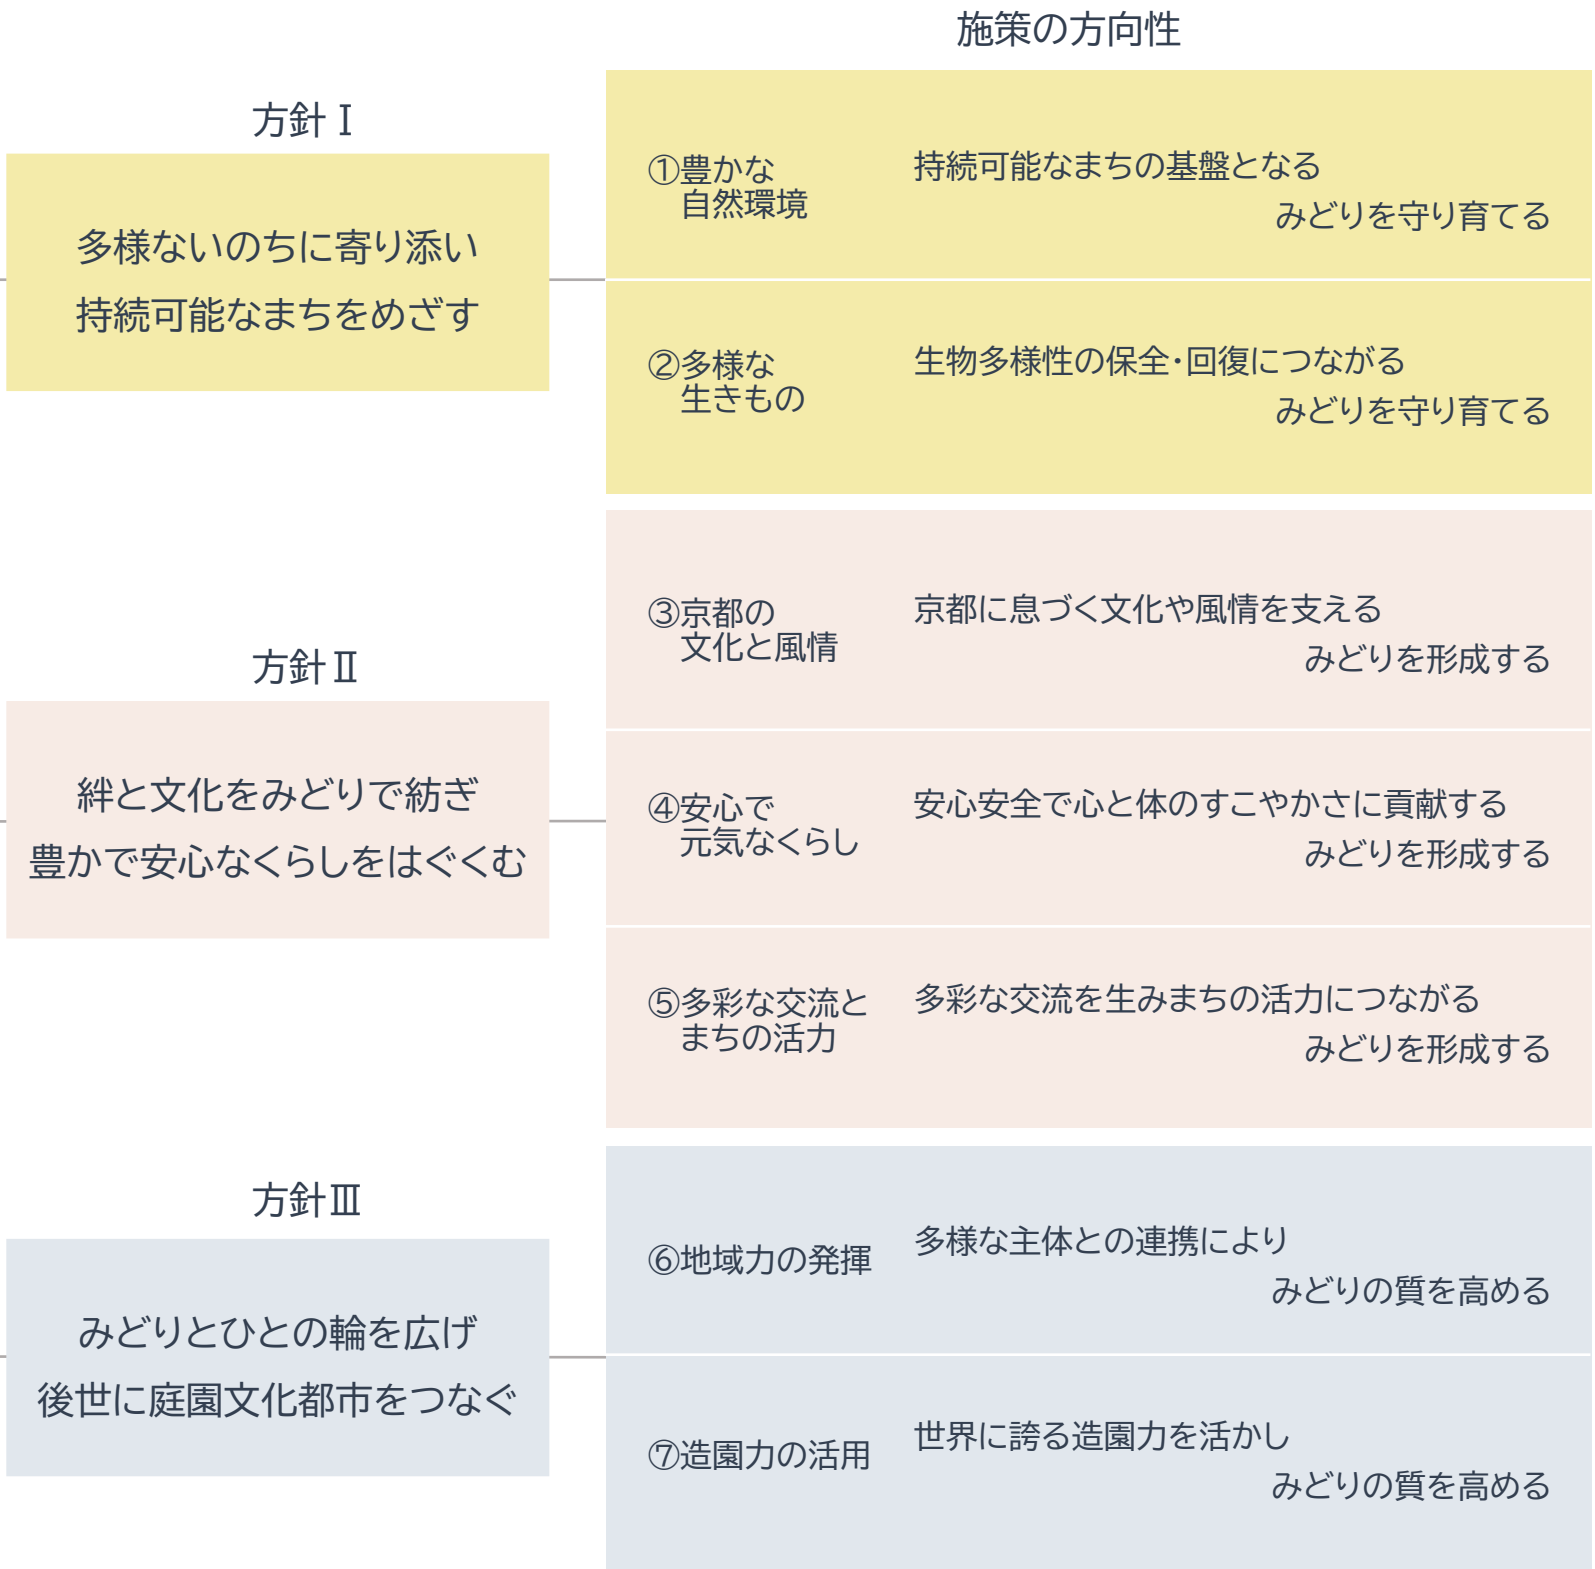 施策の方向性
方針Ⅰ
多様ないのちに寄り添い
持続可能なまちをめざす
①豊かな
自然環境
持続可能なまちの基盤となる
みどりを守り育てる
②多様な
生きもの
生物多様性の保全・回復につながる
みどりを守り育てる
方針Ⅱ
絆と文化をみどりで紡ぎ
豊かで安心なくらしをはぐくむ
③京都の
文化と風情
京都に息づく文化や風情を支える
みどりを形成する
④安心で
元気なくらし
安心安全で心と体のすこやかさに貢献する
みどりを形成する
⑤多彩な交流と
まちの活力
多彩な交流を生みまちの活力につながる
みどりを形成する
方針Ⅲ
みどりとひとの輪を広げ
後世に庭園文化都市をつなぐ
⑥地域力の発揮
多様な主体との連携により
みどりの質を高める
⑦造園力の活用
世界に誇る造園力を活かし
みどりの質を高める